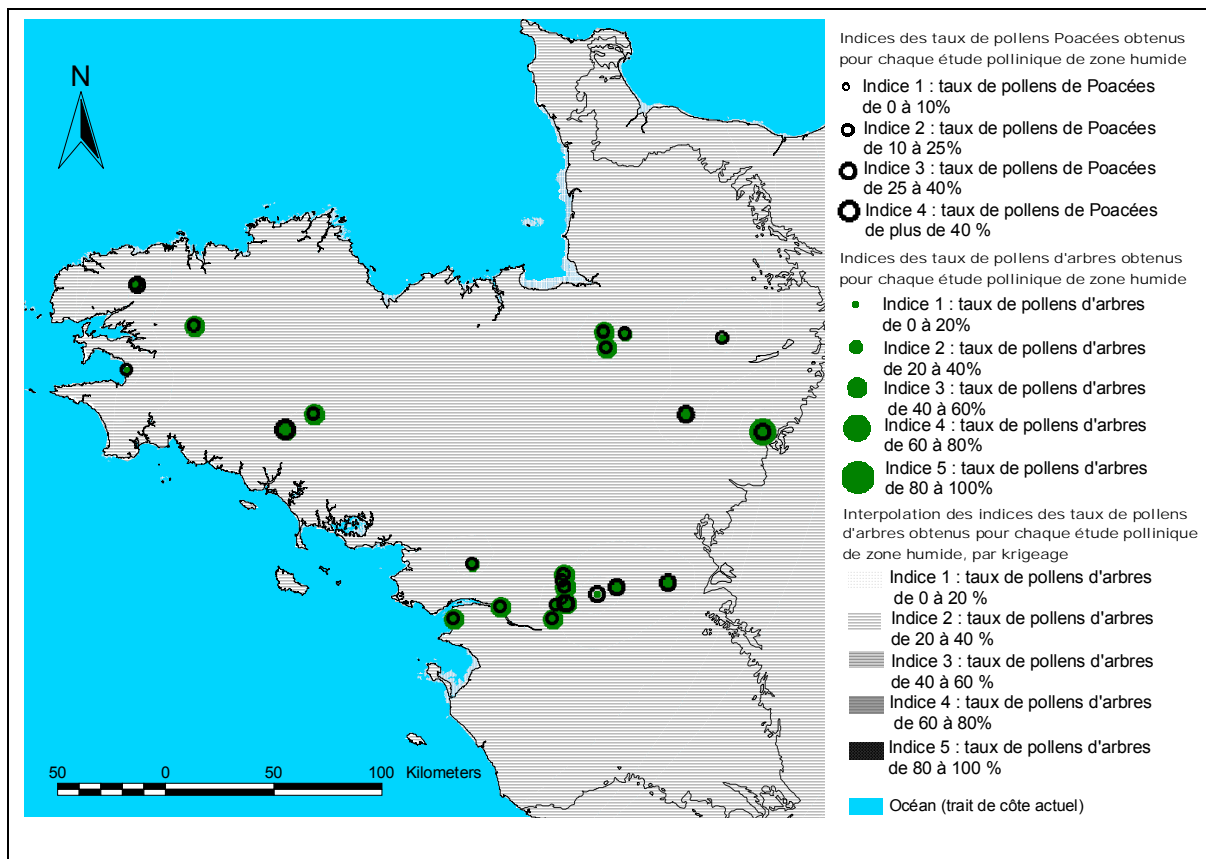 N
50 0 50 100 Kilometers
Indices des taux de pollens Poacées obtenus
pour chaque étude pollinique de zone humide
Indice 1 : taux de pollens de Poacées
de 0 à 10%
Indice 2 : taux de pollens de Poacées
de 10 à 25%
Indice 3 : taux de pollens de Poacées
de 25 à 40%
Indice 4 : taux de pollens de Poacées
de plus de 40 %
Indices des taux de pollens d'arbres obtenus
pour chaque étude pollinique de zone humide
Indice 1 : taux de pollens d'arbres
de 0 à 20%
Indice 2 : taux de pollens d'arbres
de 20 à 40%
Indice 3 : taux de pollens d'arbres
de 40 à 60%
Indice 4 : taux de pollens d'arbres
de 60 à 80%
Indice 5 : taux de pollens d'arbres
de 80 à 100%
Interpolation des indices des taux de pollens
d'arbres obtenus pour chaque étude pollinique
de zone humide, par krigeage
Indice 1 : taux de pollens d'arbres
de 0 à 20 %
Indice 2 : taux de pollens d'arbres
de 20 à 40 %
Indice 3 : taux de pollens d'arbres
de 40 à 60 %
Indice 4 : taux de pollens d'arbres
de 60 à 80%
Indice 5 : taux de pollens d'arbres
de 80 à 100 %
Océan (trait de côte actuel)